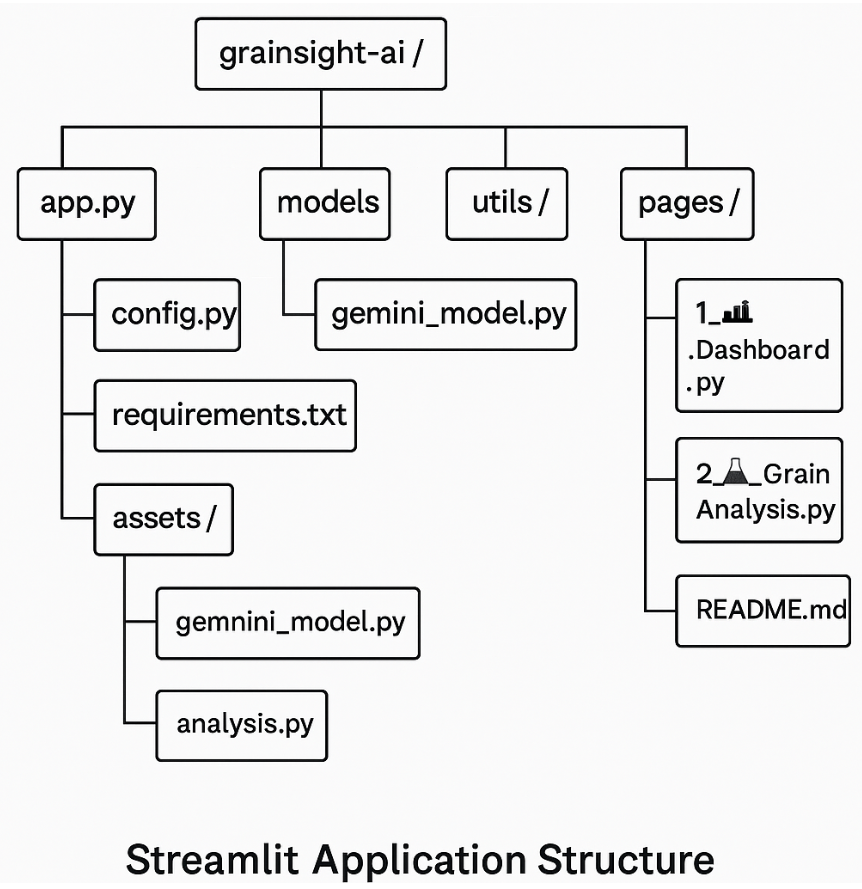 grainsight-ai /
app.py
models
utils /
pages /
config.py
gemini_model.py
requirements.txt
assets /
gemnini_model.py
analysis.py
1_
.Dashboard
.py
2_ _Grain
Analysis.py
README.md
Streamlit Application Structure